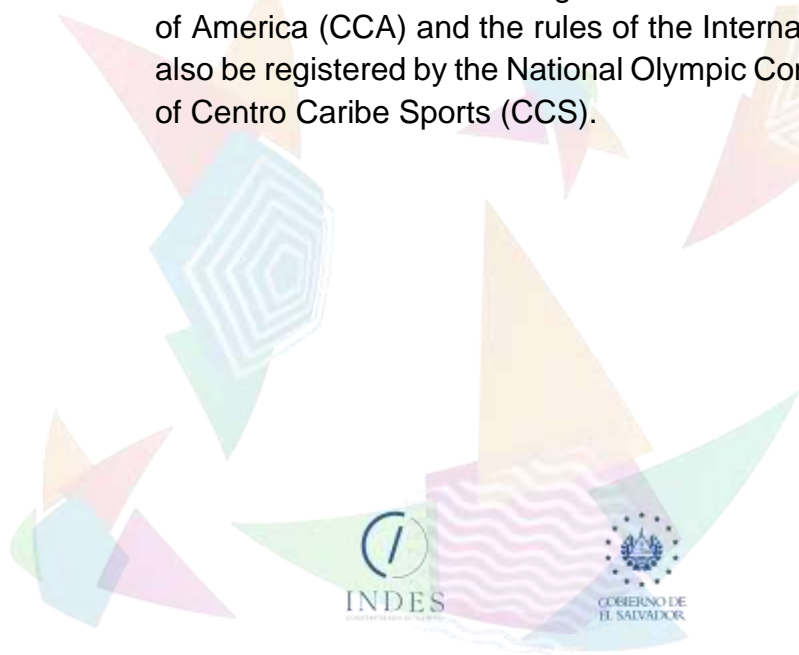 of America (CCA) and the rules of the Interna
also be registered by the National Olympic Co
of Centro Caribe Sports (CCS).
INDES
GOBIERNO DE
EL SALVADOR